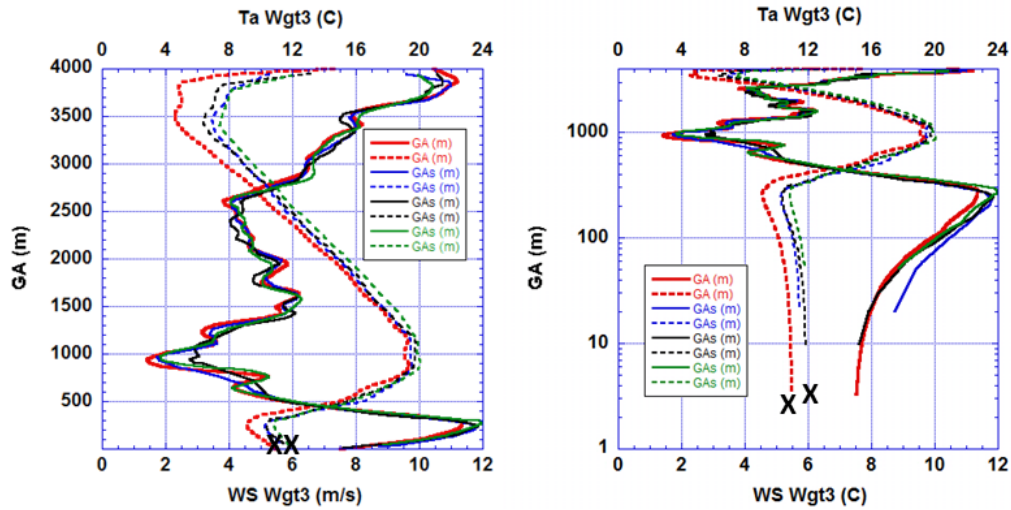 Ta Wgt3 (C)
0 4 8 12 16 20 24
4000
3500
3000
2500
2000
1500
1000
500
0
GA (m)
GA (m)
GA (m)
GAs (m)
GAs (m)
GAs (m)
GAs (m)
GAs (m)
GAs (m)
X X
0 2 4 6 8 10 12
WS Wgt3 (m/s)
Ta Wgt3 (C)
0 4 8 12 16 20 24
1000
100
10
1
GA (m)
GA (m)
GA (m)
GAs (m)
GAs (m)
GAs (m)
GAs (m)
GAs (m)
GAs (m)
X X
0 2 4 6 8 10 12
WS Wgt3 (C)